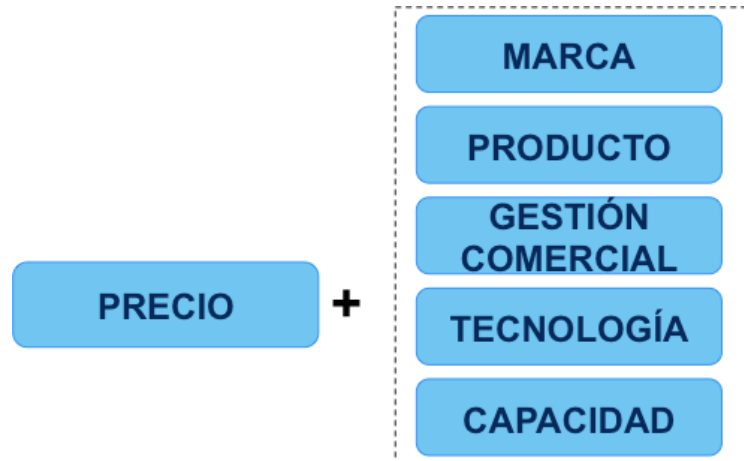 PRECIO
+
MARCA
PRODUCTO
GESTIÓN
COMERCIAL
TECNOLOGÍA
CAPACIDAD